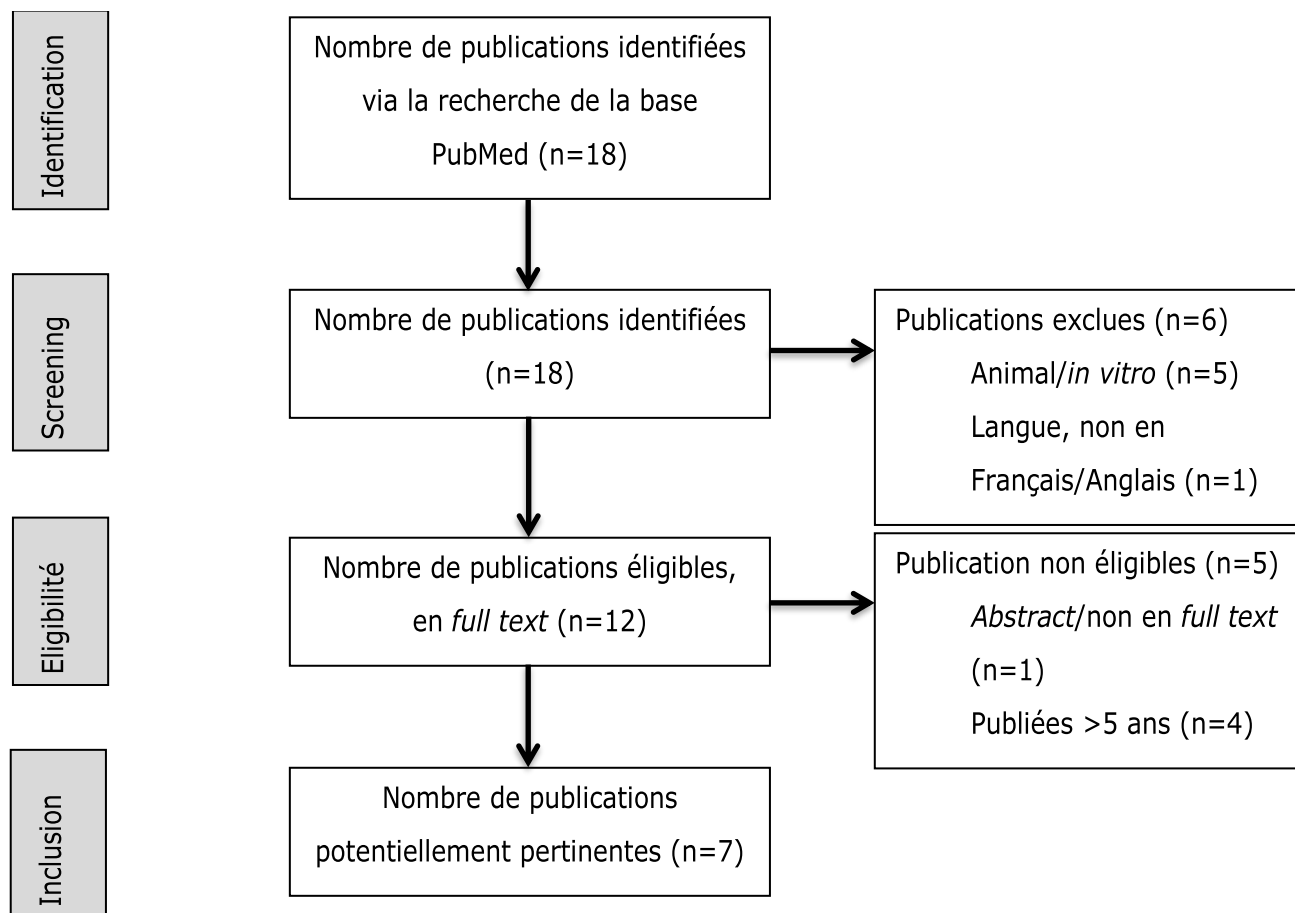 Identification
Nombre de publications identifiées
via la recherche de la base
PubMed (n=18)
Screening
Nombre de publications identifiées
(n=18)
Publications exclues (n=6)
Animal/in vitro (n=5)
Langue, non en
Français/Anglais (n=1)
Eligibilité
Nombre de publications éligibles,
en full text (n=12)
Publication non éligibles (n=5)
Abstract/non en full text
(n=1)
Publiées >5 ans (n=4)
Inclusion
Nombre de publications
potentiellement pertinentes (n=7)